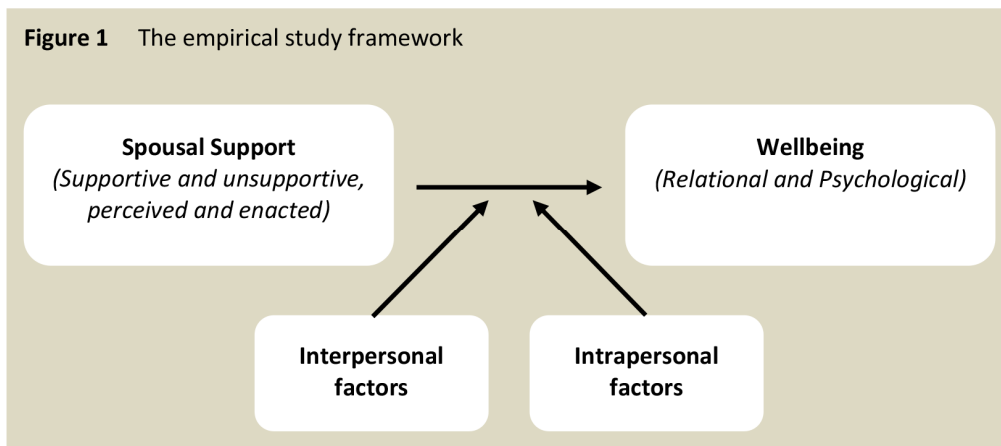 Figure 1 The empirical study framework
Spousal Support
(Supportive and unsupportive,
perceived and enacted)
Wellbeing
(Relational and Psychological)
Interpersonal
factors
Intrapersonal
factors